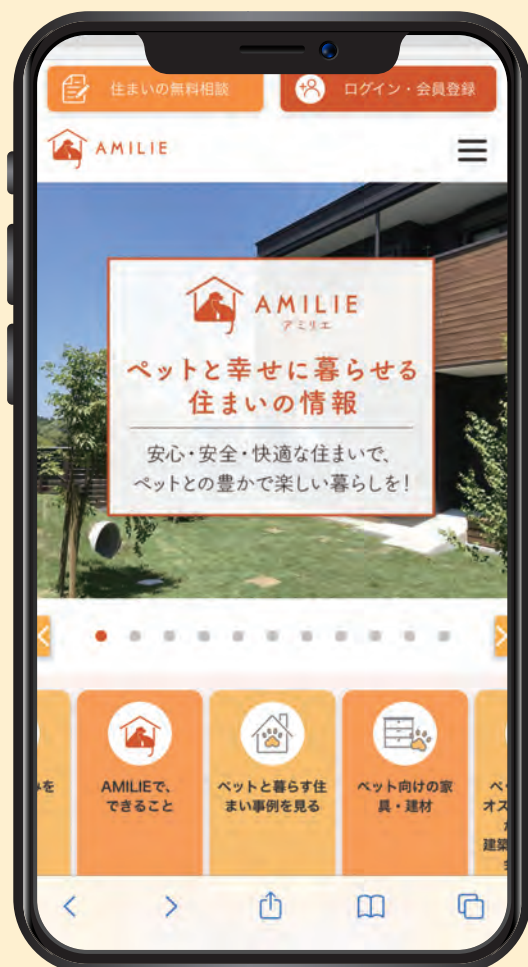 住まいの無料相談
ログイン・会員登録
AMILIE
AMILIE
アミリエ
ペットと幸せに暮らせる
住まいの情報
安心・安全・快適な住まいで、
ペットとの豊かで楽しい暮らしを!
AMILIEで、
できること
ペットと暮らす住
まい事例を見る
ペット向けの家
具・建材